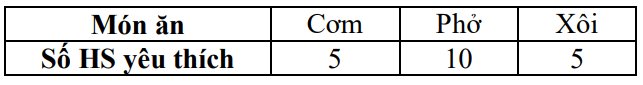 Món ăn Cơm Phở Xôi
Số HS yêu thích 5 10 5